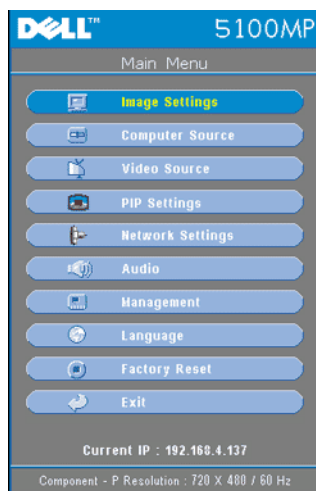 DELL™ 5100MP
Main Menu
Image Settings
Computer Source
Video Source
PIP Settings
Network Settings
Audio
Management
Language
Factory Reset
Exit
Current IP : 192.168.4.137
Component - P Resolution : 720 X 480 / 60 Hz